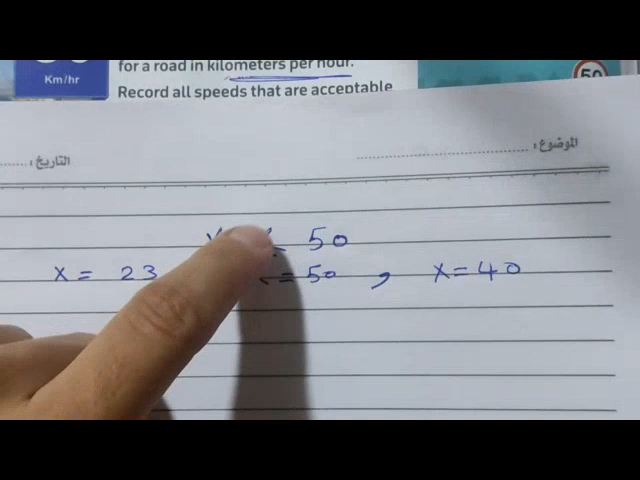 Km/hr
for a road in kilometers per hour.
Record all speeds that are acceptable
50
الموضوع:
التاريخ:
50
x = 23 = 50 , x = 40